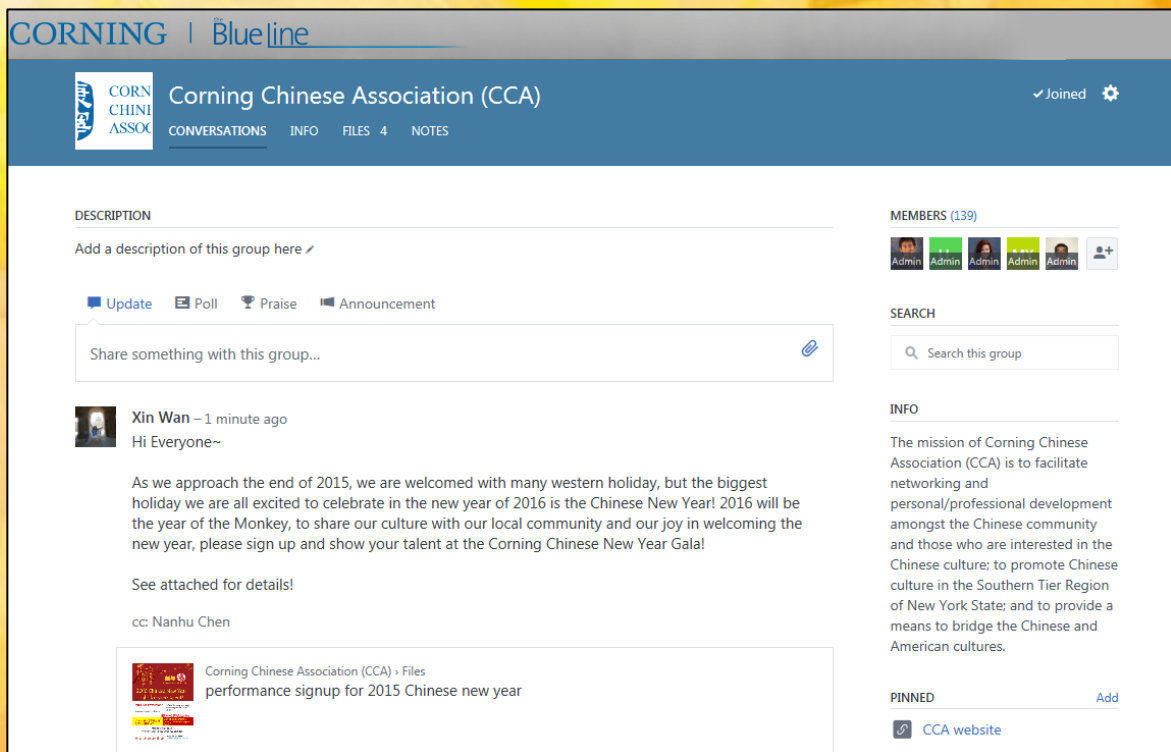 CORNING | the Blue Line
CORN
CHINI
ASSOC
Corning Chinese Association (CCA)
✓ Joined
CONVERSATIONS INFO FILES 4 NOTES
DESCRIPTION
Add a description of this group here
Update Poll Praise Announcement
Share something with this group...
Xin Wan – 1 minute ago
Hi Everyone~
As we approach the end of 2015, we are welcomed with many western holiday, but the biggest
holiday we are all excited to celebrate in the new year of 2016 is the Chinese New Year! 2016 will be
the year of the Monkey, to share our culture with our local community and our joy in welcoming the
new year, please sign up and show your talent at the Corning Chinese New Year Gala!
See attached for details!
cc: Nanhu Chen
Corning Chinese Association (CCA) › Files
performance signup for 2015 Chinese new year
MEMBERS (139)
Admin Admin Admin Admin Admin
SEARCH
Search this group
INFO
The mission of Corning Chinese
Association (CCA) is to facilitate
networking and
personal/professional development
amongst the Chinese community
and those who are interested in the
Chinese culture; to promote Chinese
culture in the Southern Tier Region
of New York State; and to provide a
means to bridge the Chinese and
American cultures.
PINNED Add
CCA website